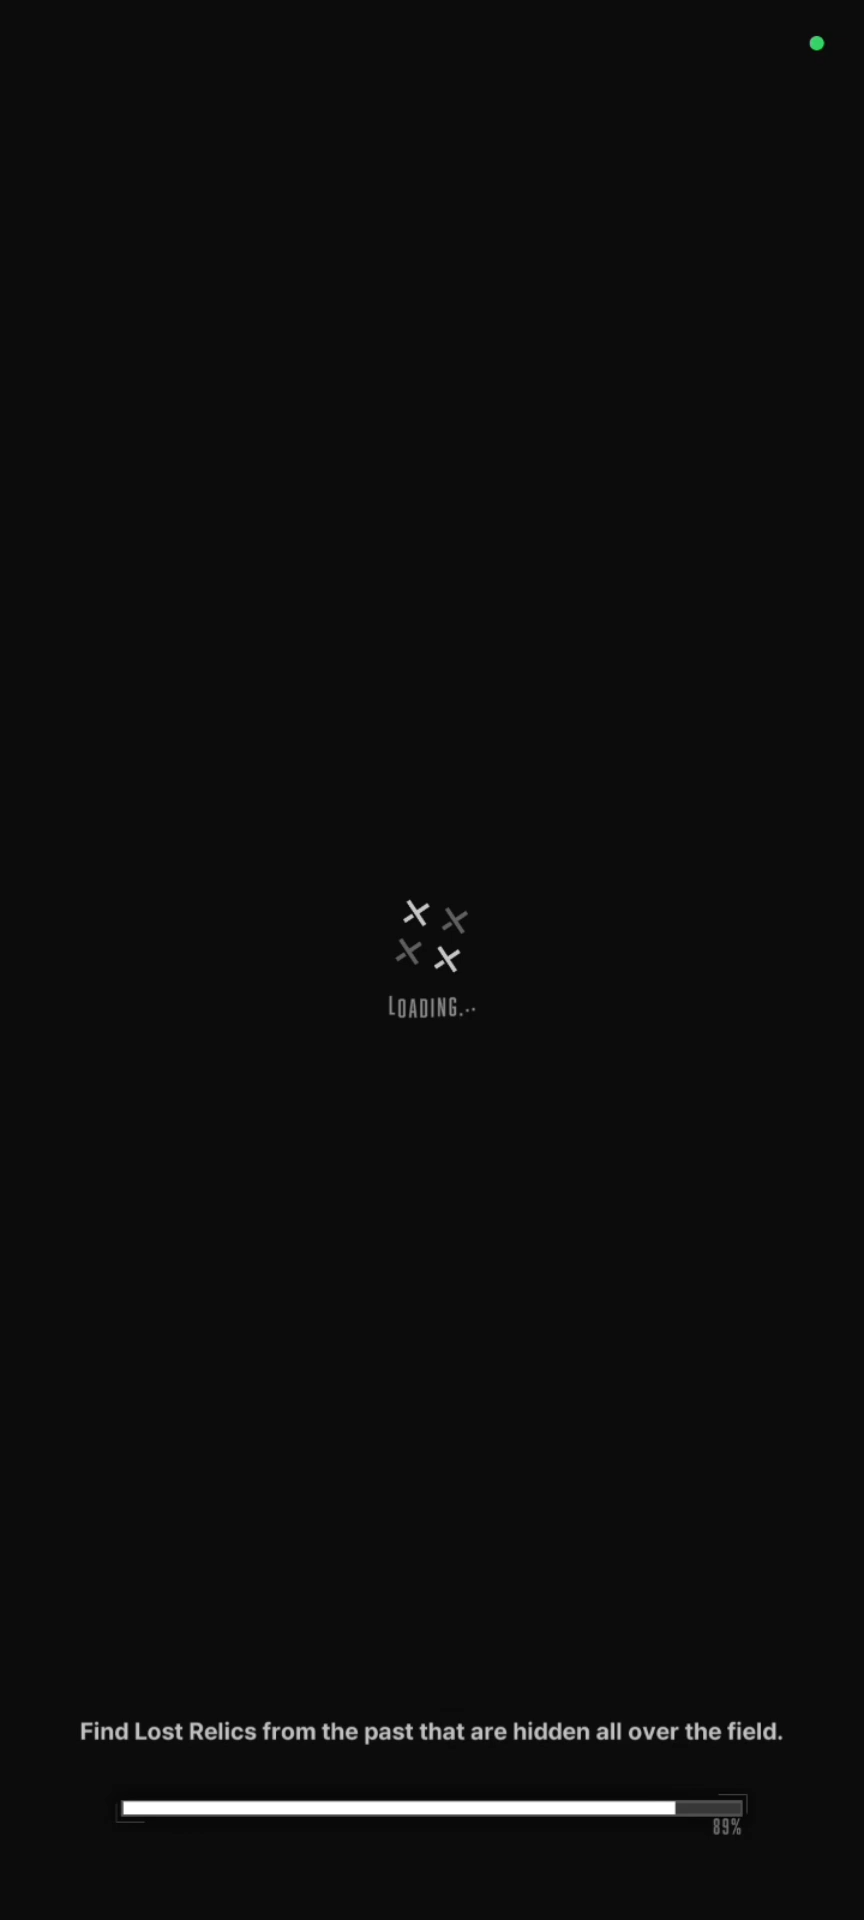 LOADING...
Find Lost Relics from the past that are hidden all over the field.
89%